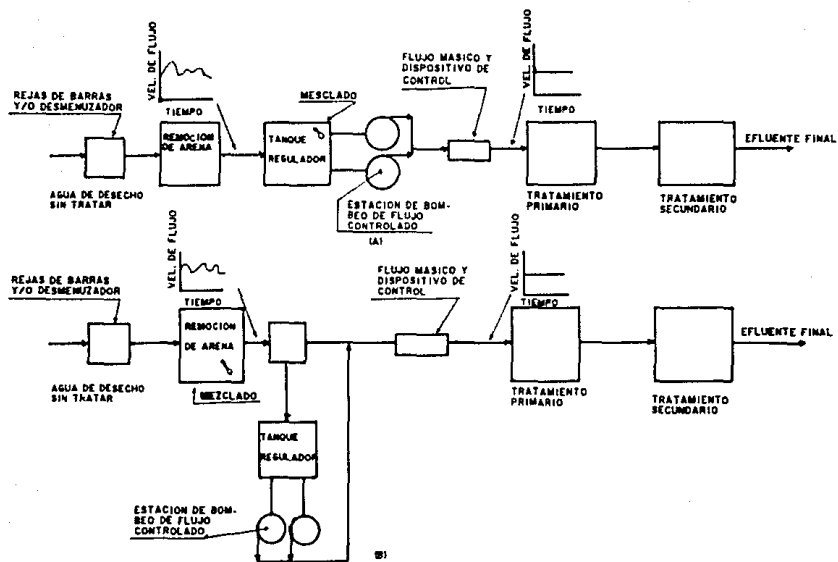 REJAS DE BARRAS
Y/O DESMENUZADOR
AGUA DE DESECHO
SIN TRATAR
VEL. DE FLUJO
TIEMPO
REMOCION
DE ARENA
MESCLADO
TANQUE
REGULADOR
ESTACION DE BOM-
BEO DE FLUJO
CONTROLADO
(A)
FLUJO MASICO Y
DISPOSITIVO DE
CONTROL
VEL. DE FLUJO
TIEMPO
TRATAMIENTO
PRIMARIO
TRATAMIENTO
SECUNDARIO
EFLUENTE FINAL
REJAS DE BARRAS
Y/O DESMENUZADOR
AGUA DE DESECHO
SIN TRATAR
VEL. DE FLUJO
TIEMPO
REMOCION
DE ARENA
MEZCLADO
TANQUE
REGULADOR
ESTACION DE BOM-
BEO DE FLUJO
CONTROLADO
(B)
FLUJO MASICO Y
DISPOSITIVO DE
CONTROL
VEL. DE FLUJO
TIEMPO
TRATAMIENTO
PRIMARIO
TRATAMIENTO
SECUNDARIO
EFLUENTE FINAL